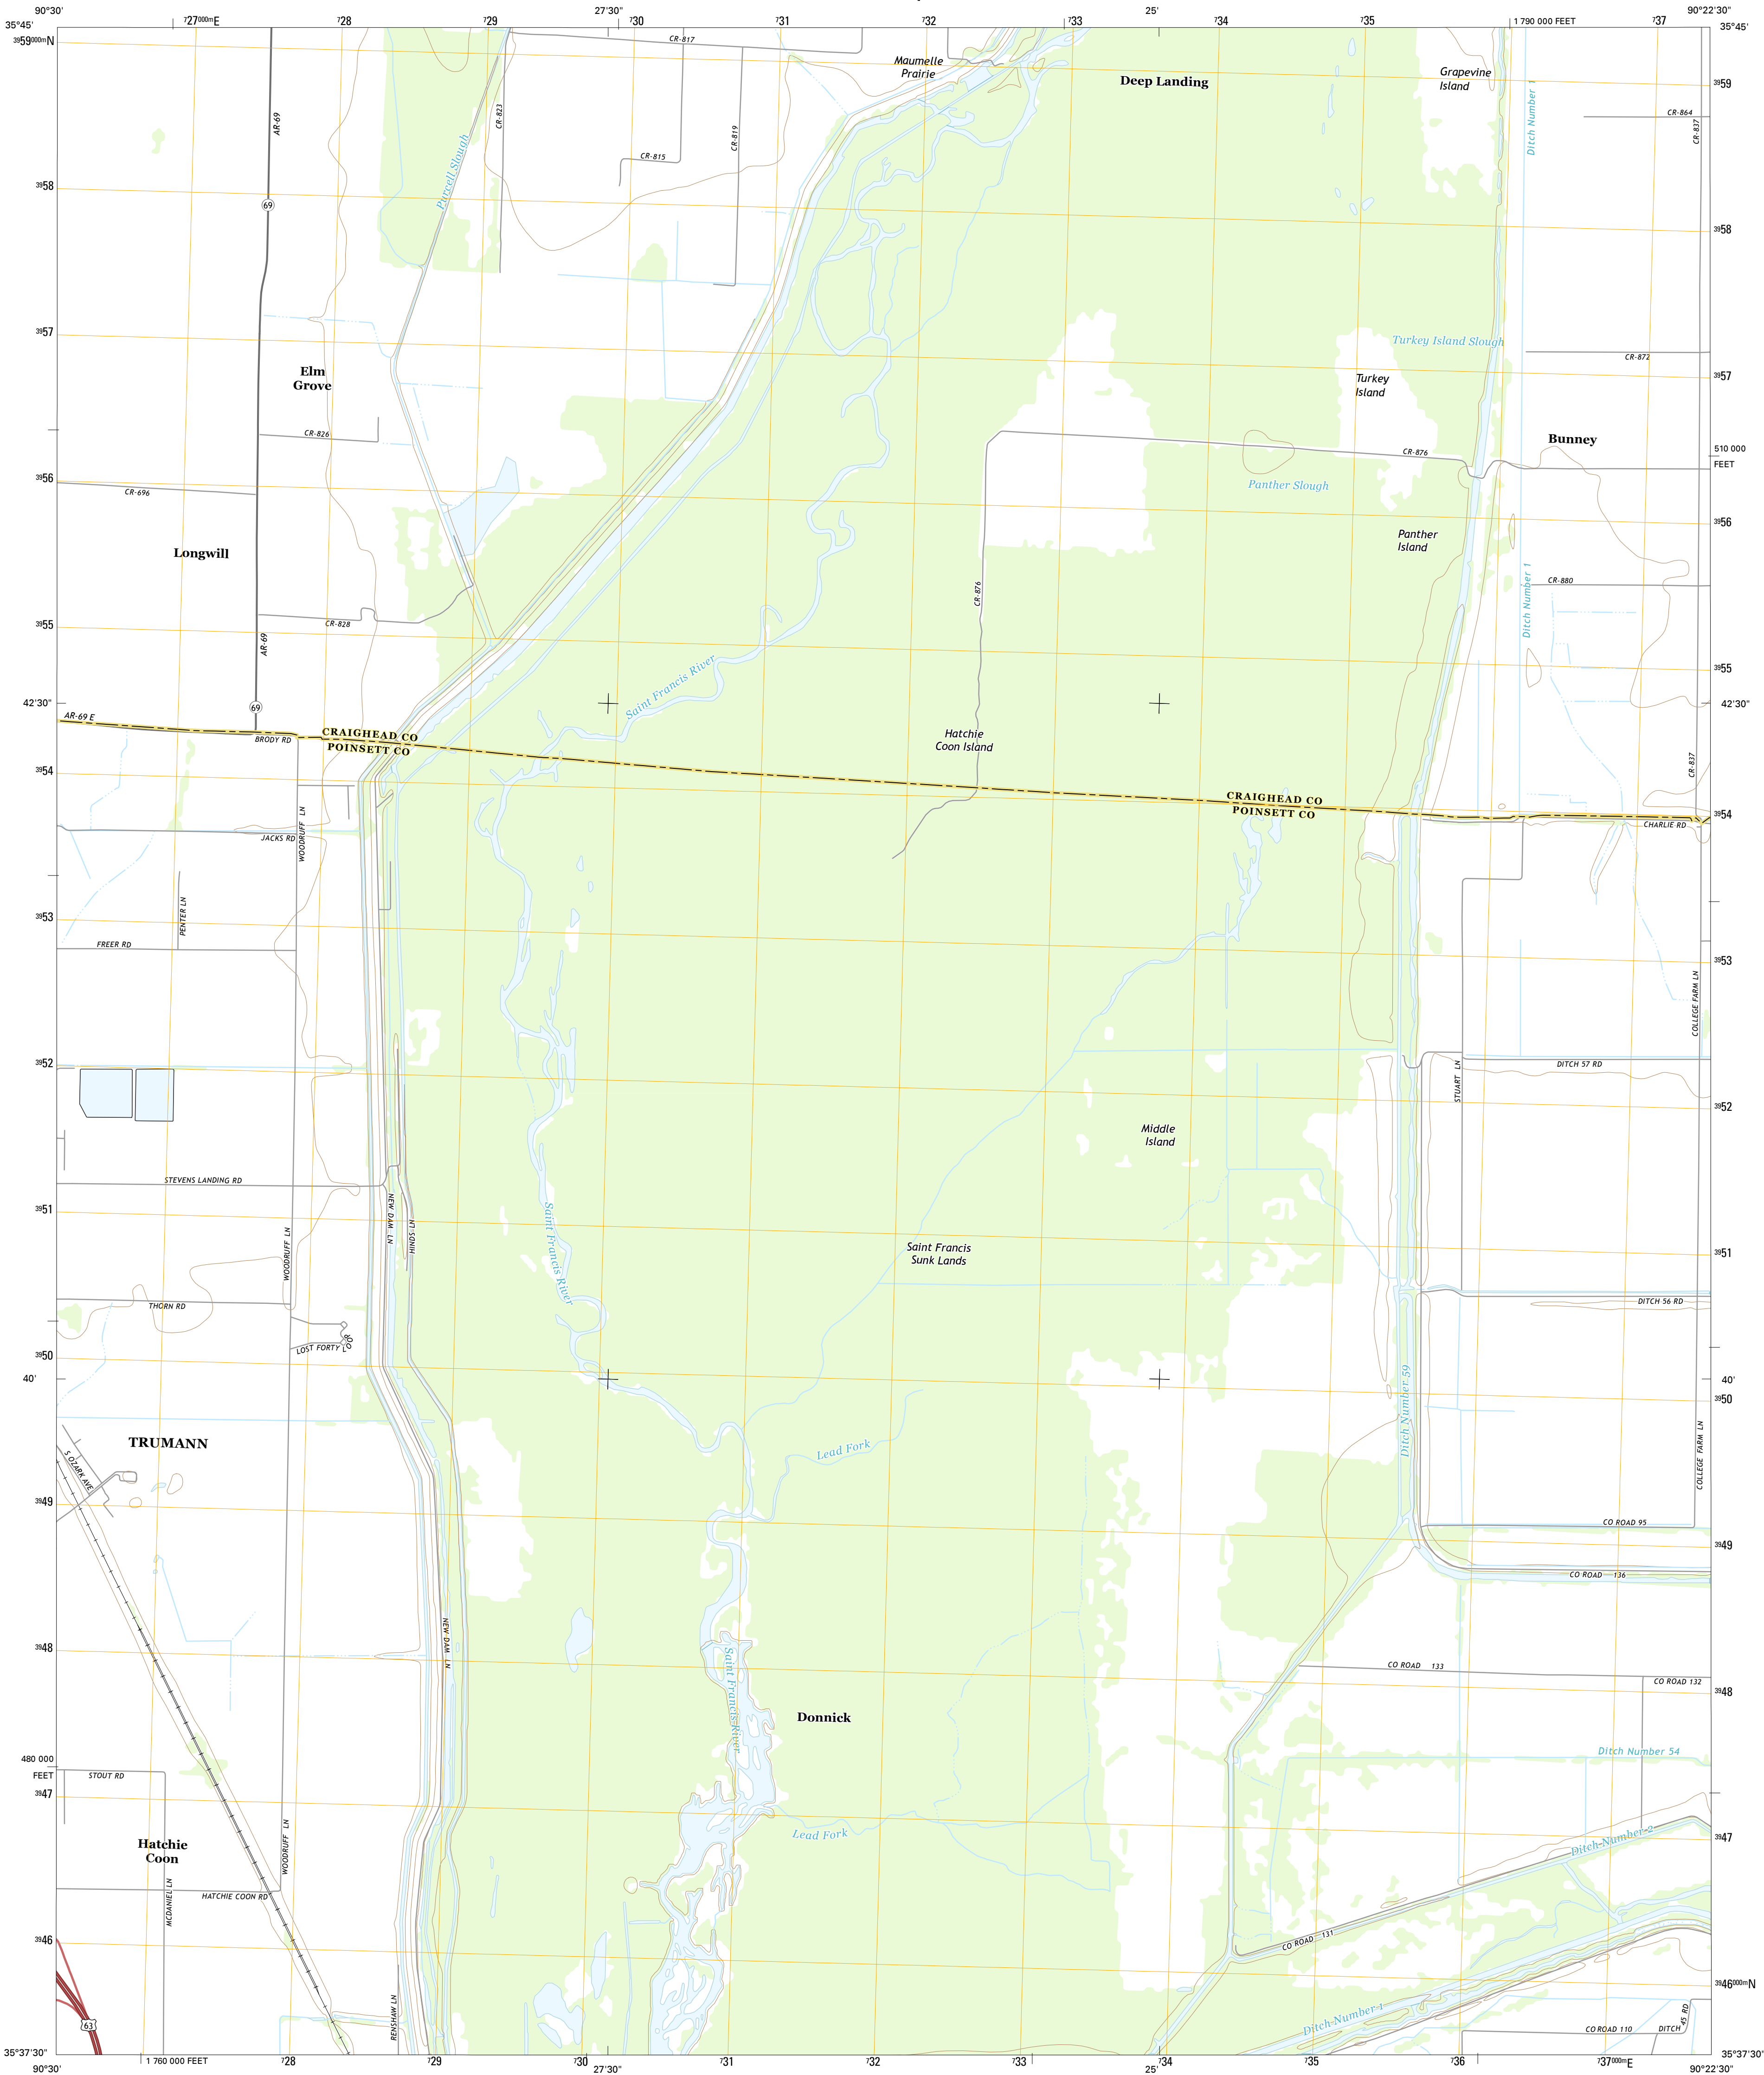 90°30'
⁷27⁰⁰⁰ᵐE
⁷28
⁷29
27'30"
⁷30
⁷31
⁷32
⁷33
25'
⁷34
⁷35
1 790 000 FEET
⁷37
90°22'30"
35°45'
35°45'
³⁹59⁰⁰⁰ᵐN
CR-817
Maumelle
Prairie
Deep Landing
Grapevine
Island
³⁹59
AR-69
CR-823
CR-819
Ditch Number 1
CR-864
CR-837
Purcell Slough
CR-815
³⁹58
69
³⁹58
³⁹57
Turkey Island Slough
CR-872
Elm
Grove
Turkey
Island
³⁹57
CR-826
Bunney
CR-876
510 000
FEET
³⁹56
CR-696
Panther Slough
³⁹56
Longwill
Panther
Island
CR-880
CR-876
Ditch Number 1
³⁹55
CR-828
AR-69
³⁹55
Saint Francis River
42'30"
69
42'30"
AR-69 E
BRODY RD
CRAIGHEAD CO
POINSETT CO
Hatchie
Coon Island
CR-837
³⁹54
CRAIGHEAD CO
POINSETT CO
³⁹54
CHARLIE RD
JACKS RD
WOODRUFF LN
PENTER LN
³⁹53
FREER RD
³⁹53
COLLEGE FARM LN
³⁹52
DITCH 57 RD
STUART LN
³⁹52
Middle
Island
STEVENS LANDING RD
³⁹51
NEW DAM LN
HINDS LN
Saint Francis River
WOODRUFF LN
Saint Francis
Sunk Lands
³⁹51
THORN RD
DITCH 56 RD
LOST FORTY LOOP
³⁹50
40'
40'
³⁹50
Ditch Number 59
TRUMANN
Lead Fork
COLLEGE FARM LN
S OZARK AVE
³⁹49
CO ROAD 95
³⁹49
CO ROAD 136
NEW DAM LN
³⁹48
Saint Francis River
CO ROAD 133
CO ROAD 132
³⁹48
Donnick
480 000
FEET
STOUT RD
Ditch Number 54
³⁹47
Lead Fork
Ditch Number 2
³⁹47
Hatchie
Coon
WOODRUFF LN
MCDANIEL LN
HATCHIE COON RD
³⁹46
CO ROAD 131
³⁹46⁰⁰⁰ᵐN
63
RENSHAW LN
Ditch Number 1
CO ROAD 110
DITCH 45 RD
35°37'30"
35°37'30"
90°30'
1 760 000 FEET
⁷28
⁷29
⁷30
27'30"
⁷31
⁷32
⁷33
25'
⁷34
⁷35
⁷36
⁷37⁰⁰⁰ᵐE
90°22'30"